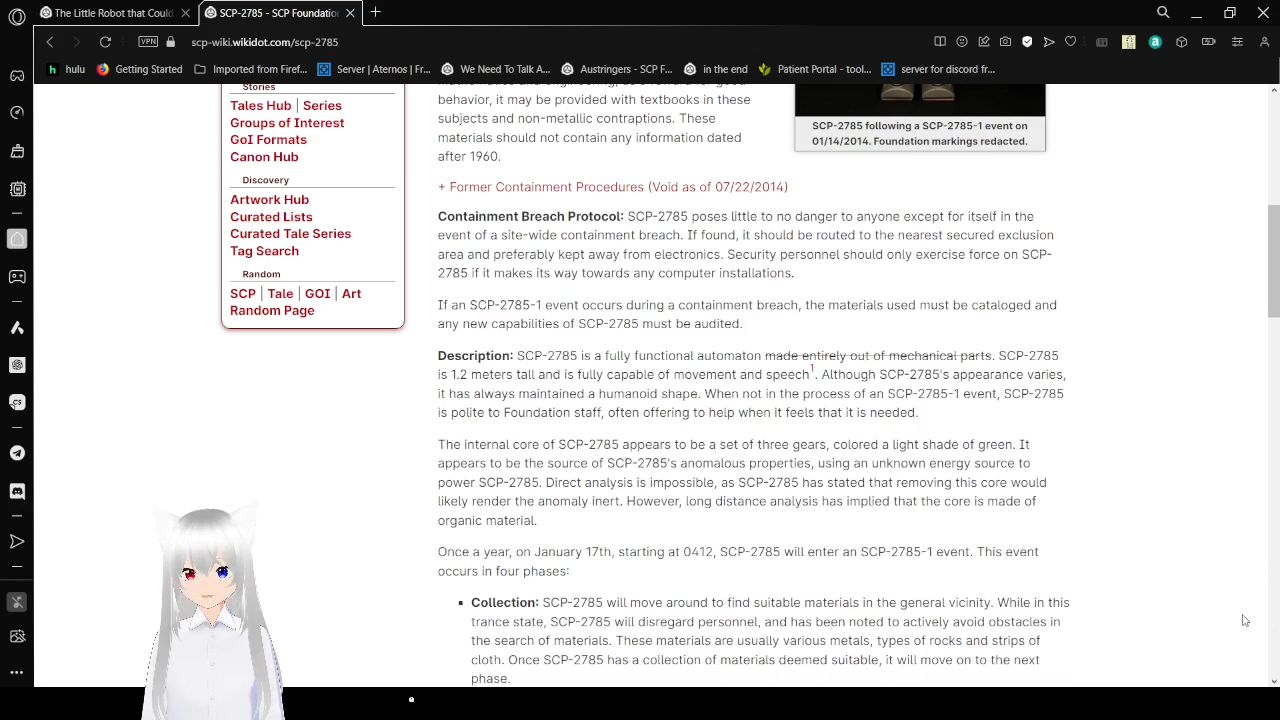 The Little Robot that Could
SCP-2785 - SCP Foundatio
VPN
scp-wiki.wikidot.com/scp-2785
hulu
Getting Started
Imported from Firef...
Server | Aternos | Fr...
We Need To Talk A...
Austringers - SCP F...
in the end
Patient Portal - tool...
server for discord fr...
Stories
Tales Hub | Series
Groups of Interest
GoI Formats
Canon Hub
Discovery
Artwork Hub
Curated Lists
Curated Tale Series
Tag Search
Random
SCP | Tale | GOI | Art
Random Page
behavior, it may be provided with textbooks in these
subjects and non-metallic contraptions. These
materials should not contain any information dated
after 1960.
SCP-2785 following a SCP-2785-1 event on
01/14/2014. Foundation markings redacted.
+ Former Containment Procedures (Void as of 07/22/2014)
Containment Breach Protocol: SCP-2785 poses little to no danger to anyone except for itself in the
event of a site-wide containment breach. If found, it should be routed to the nearest secured exclusion
area and preferably kept away from electronics. Security personnel should only exercise force on SCP-
2785 if it makes its way towards any computer installations.
If an SCP-2785-1 event occurs during a containment breach, the materials used must be cataloged and
any new capabilities of SCP-2785 must be audited.
Description: SCP-2785 is a fully functional automaton made entirely out of mechanical parts. SCP-2785
is 1.2 meters tall and is fully capable of movement and speech1. Although SCP-2785's appearance varies,
it has always maintained a humanoid shape. When not in the process of an SCP-2785-1 event, SCP-2785
is polite to Foundation staff, often offering to help when it feels that it is needed.
The internal core of SCP-2785 appears to be a set of three gears, colored a light shade of green. It
appears to be the source of SCP-2785's anomalous properties, using an unknown energy source to
power SCP-2785. Direct analysis is impossible, as SCP-2785 has stated that removing this core would
likely render the anomaly inert. However, long distance analysis has implied that the core is made of
organic material.
Once a year, on January 17th, starting at 0412, SCP-2785 will enter an SCP-2785-1 event. This event
occurs in four phases:
Collection: SCP-2785 will move around to find suitable materials in the general vicinity. While in this
trance state, SCP-2785 will disregard personnel, and has been noted to actively avoid obstacles in
the search of materials. These materials are usually various metals, types of rocks and strips of
cloth. Once SCP-2785 has a collection of materials deemed suitable, it will move on to the next
phase.